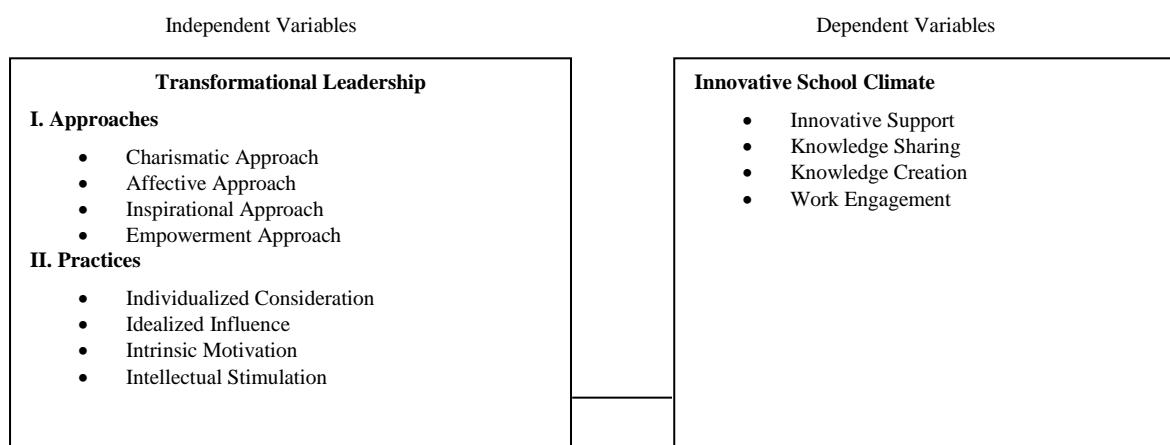 Independent Variables
Dependent Variables
Transformational Leadership
I. Approaches
• Charismatic Approach
• Affective Approach
• Inspirational Approach
• Empowerment Approach
II. Practices
• Individualized Consideration
• Idealized Influence
• Intrinsic Motivation
• Intellectual Stimulation
Innovative School Climate
• Innovative Support
• Knowledge Sharing
• Knowledge Creation
• Work Engagement